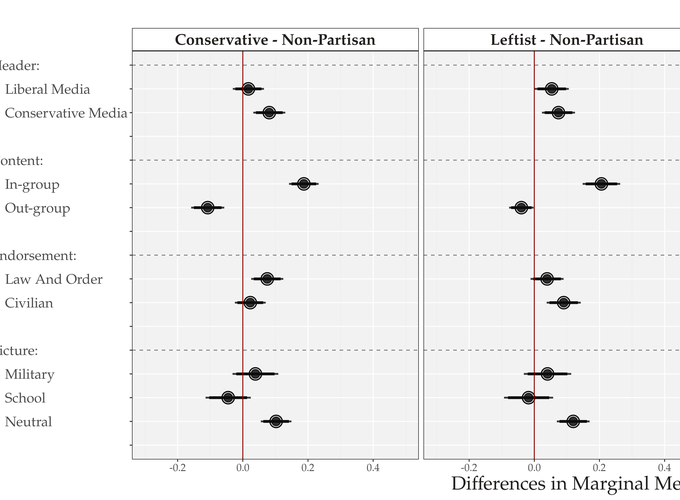 Conservative - Non-Partisan
Leftist - Non-Partisan
eader:
Liberal Media
Conservative Media
ontent:
In-group
Out-group
ndorsement:
Law And Order
Civilian
icture:
Military
School
Neutral
-0.2 0.0 0.2 0.4
-0.2 0.0 0.2 0.4
Differences in Marginal Me